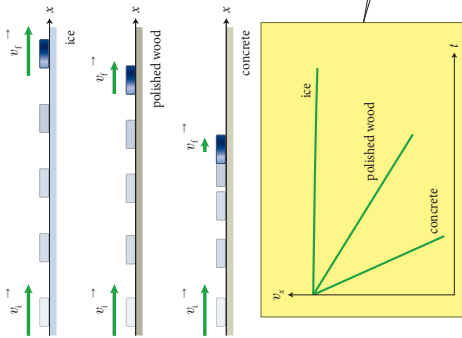 v⃗i
v⃗f
x
ice
v⃗i
v⃗f
x
polished wood
v⃗i
v⃗f
x
concrete
vx
ice
polished wood
concrete
t